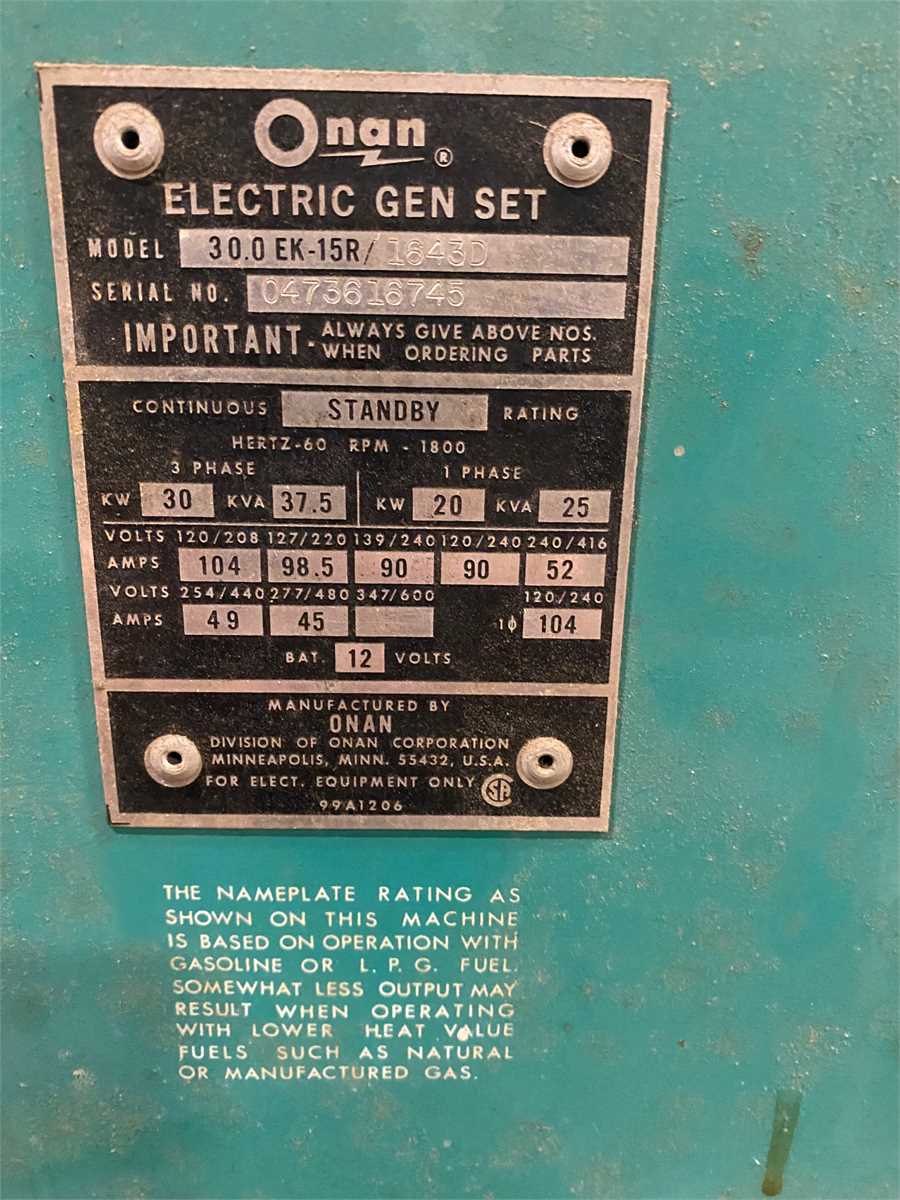 Onan ®
ELECTRIC GEN SET
MODEL 30.0 EK-15R/ 1643D
SERIAL NO. 0473616745
IMPORTANT - ALWAYS GIVE ABOVE NOS.
WHEN ORDERING PARTS
CONTINUOUS STANDBY RATING
HERTZ-60 RPM - 1800
3 PHASE 1 PHASE
KW 30 KVA 37.5 KW 20 KVA 25
VOLTS 120/208 127/220 139/240 120/240 240/416
AMPS 104 98.5 90 90 52
VOLTS 254/440 277/480 347/600 120/240
AMPS 49 45 1ϕ 104
BAT. 12 VOLTS
MANUFACTURED BY
ONAN
DIVISION OF ONAN CORPORATION
MINNEAPOLIS, MINN. 55432, U.S.A.
FOR ELECT. EQUIPMENT ONLY SA
99A1206
THE NAMEPLATE RATING AS
SHOWN ON THIS MACHINE
IS BASED ON OPERATION WITH
GASOLINE OR L. P. G. FUEL.
SOMEWHAT LESS OUTPUT MAY
RESULT WHEN OPERATING
WITH LOWER HEAT VALUE
FUELS SUCH AS NATURAL
OR MANUFACTURED GAS.